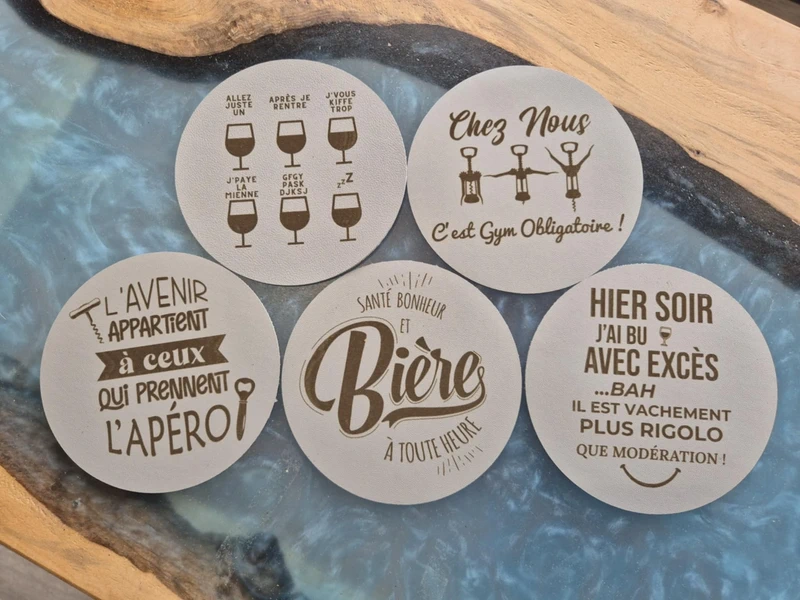 ALLEZ
JUSTE
UN
APRÈS JE
RENTRE
J'VOUS
KIFFE
TROP
J'PAYE
LA
MIENNE
GFGY
PASK
DJKSJ
zzZ
Chez Nous
C'est Gym Obligatoire !
L'AVENIR
APPARTIENT
à ceux
QUI PRENNENT
L'APÉRO
SANTÉ BONHEUR
ET
Bière
À TOUTE HEURE
HIER SOIR
J'AI BU
AVEC EXCÈS
...BAH
IL EST VACHEMENT
PLUS RIGOLO
QUE MODÉRATION !